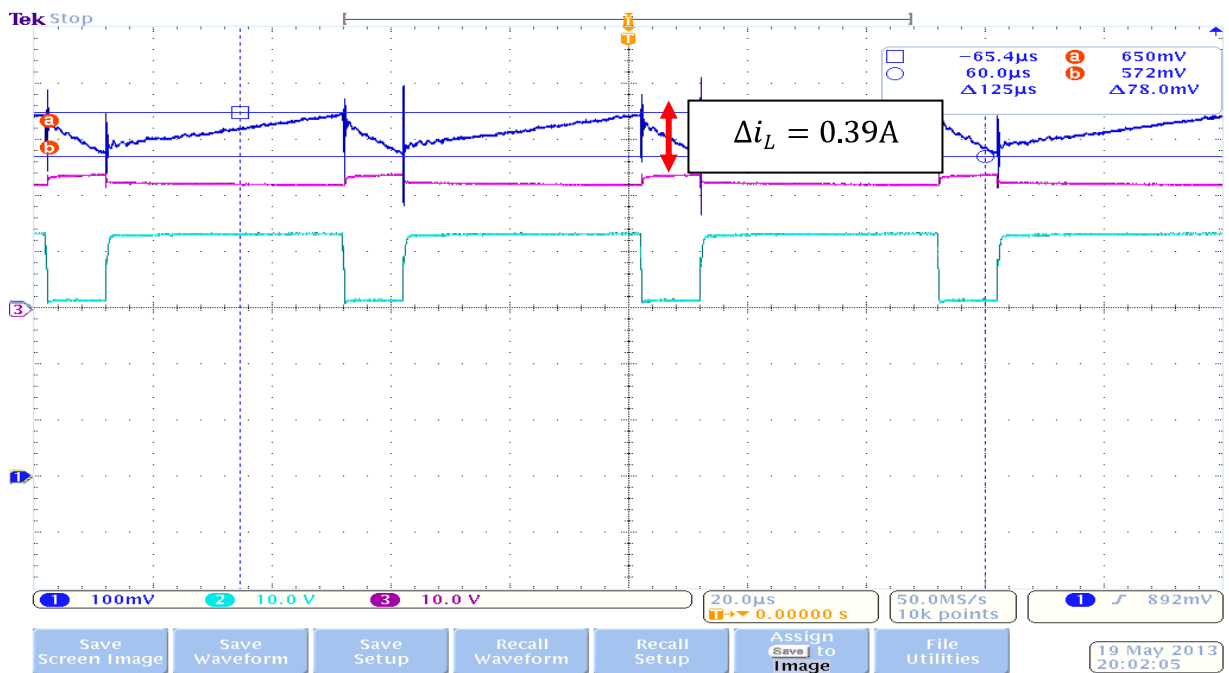 Tek Stop
T
T
−65.4µs a 650mV
60.0µs b 572mV
Δ125µs Δ78.0mV
a
b
Δi_L = 0.39A
3
1
1 100mV 2 10.0 V 3 10.0 V
20.0µs
T→▼ 0.00000 s
50.0MS/s
10k points
1 ∫ 892mV
Save
Screen Image
Save
Waveform
Save
Setup
Recall
Waveform
Recall
Setup
Assign
Save to
Image
File
Utilities
19 May 2013
20:02:05